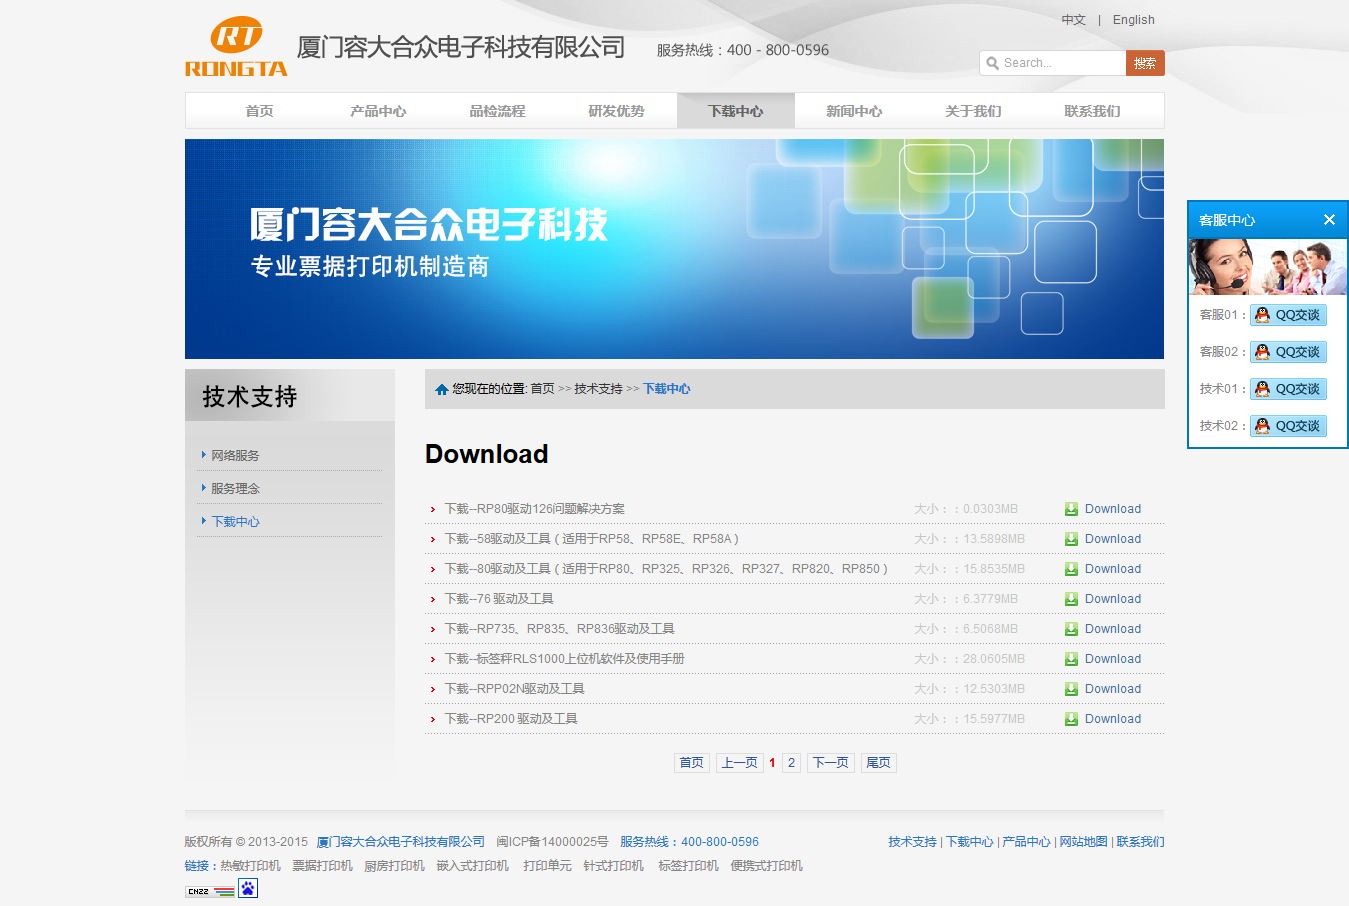 中文 | English
RT
RONGTA
厦门容大合众电子科技有限公司
服务热线：400 - 800-0596
Search...
搜索
首页 产品中心 品检流程 研发优势 下载中心 新闻中心 关于我们 联系我们
厦门容大合众电子科技
专业票据打印机制造商
客服中心 ×
客服01： QQ交谈
客服02： QQ交谈
技术01： QQ交谈
技术02： QQ交谈
技术支持
网络服务
服务理念
下载中心
您现在的位置: 首页 >> 技术支持 >> 下载中心
Download
下载--RP80驱动126问题解决方案 大小：: 0.0303MB Download
下载--58驱动及工具（适用于RP58、RP58E、RP58A） 大小：: 13.5898MB Download
下载--80驱动及工具（适用于RP80、RP325、RP326、RP327、RP820、RP850） 大小：: 15.8535MB Download
下载--76 驱动及工具 大小：: 6.3779MB Download
下载--RP735、RP835、RP836驱动及工具 大小：: 6.5068MB Download
下载--标签秤RLS1000上位机软件及使用手册 大小：: 28.0605MB Download
下载--RPP02N驱动及工具 大小：: 12.5303MB Download
下载--RP200 驱动及工具 大小：: 15.5977MB Download
首页 上一页 1 2 下一页 尾页
版权所有 © 2013-2015 厦门容大合众电子科技有限公司 闽ICP备14000025号 服务热线：400-800-0596
技术支持 | 下载中心 | 产品中心 | 网站地图 | 联系我们
链接：热敏打印机 票据打印机 厨房打印机 嵌入式打印机 打印单元 针式打印机 标签打印机 便携式打印机
CNZZ